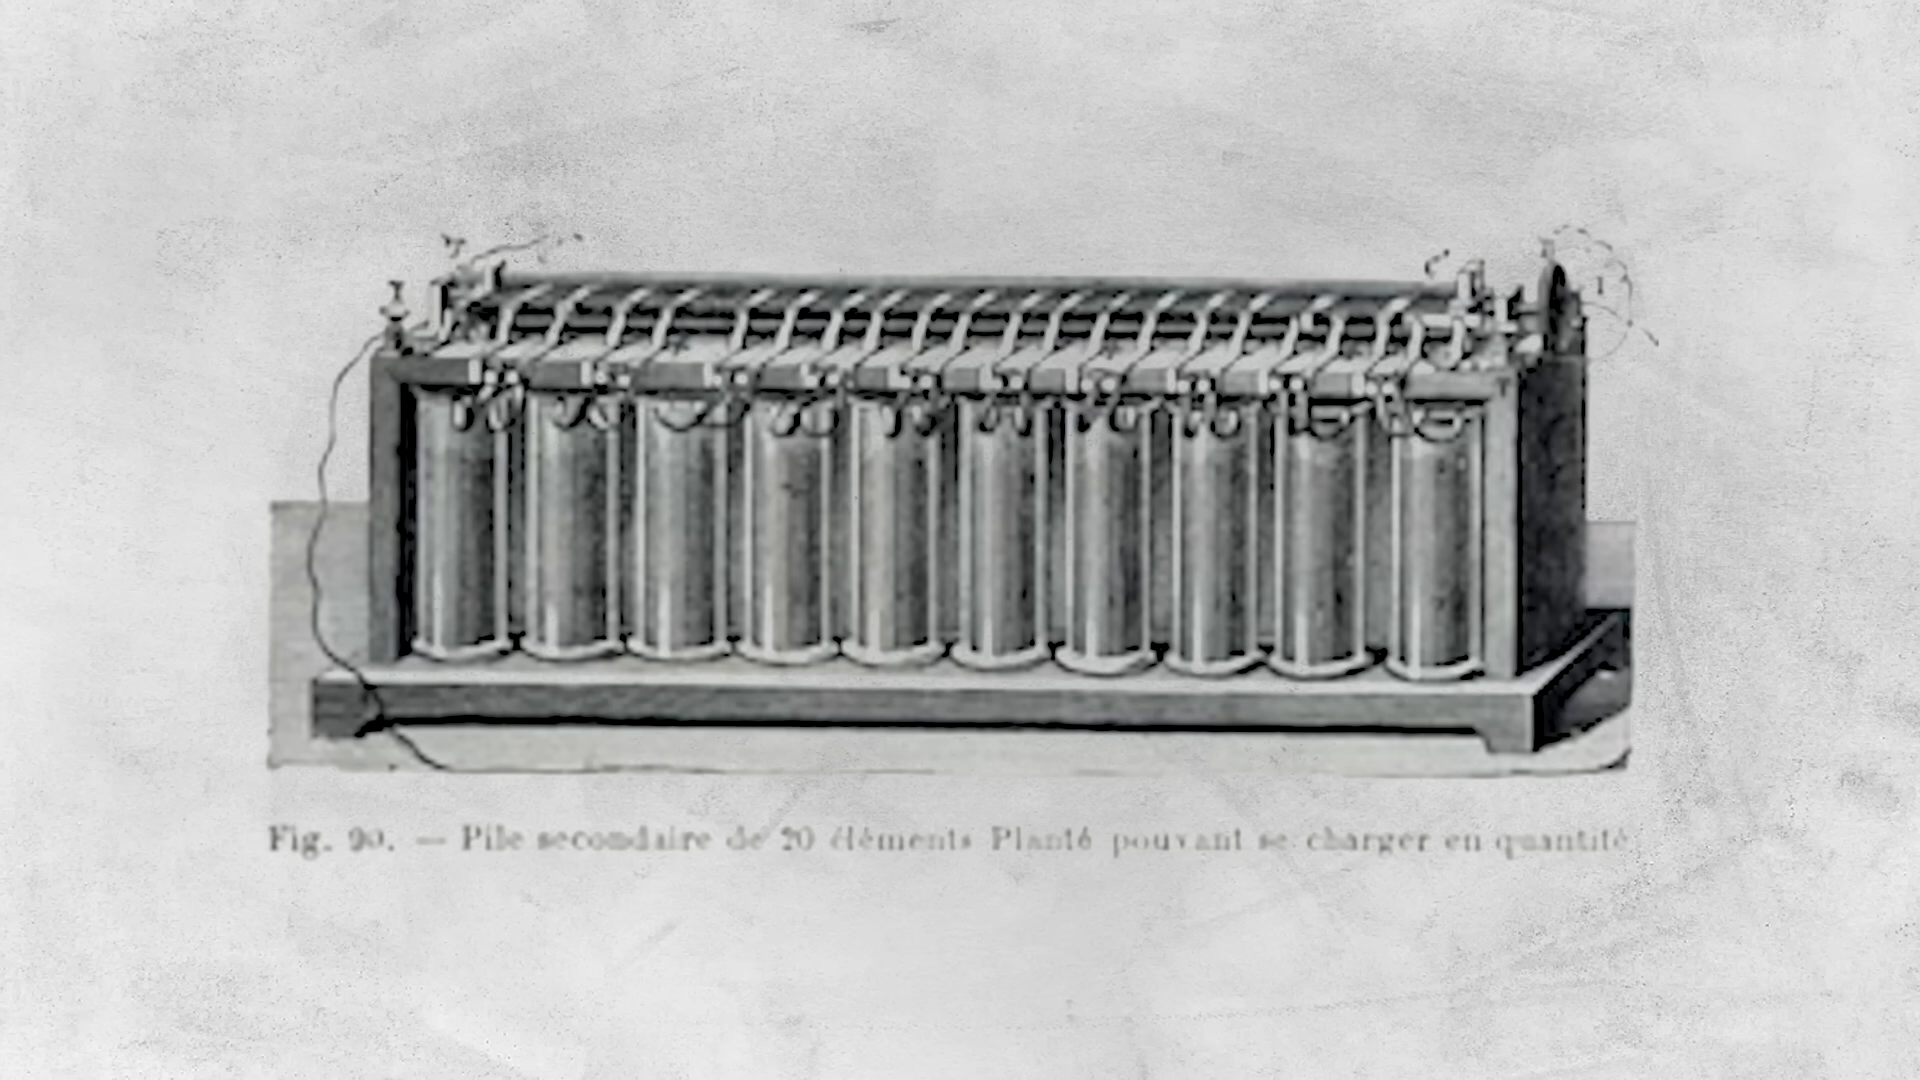 Fig. 90. — Pile secondaire de 20 éléments Planté pouvant se charger en quantité